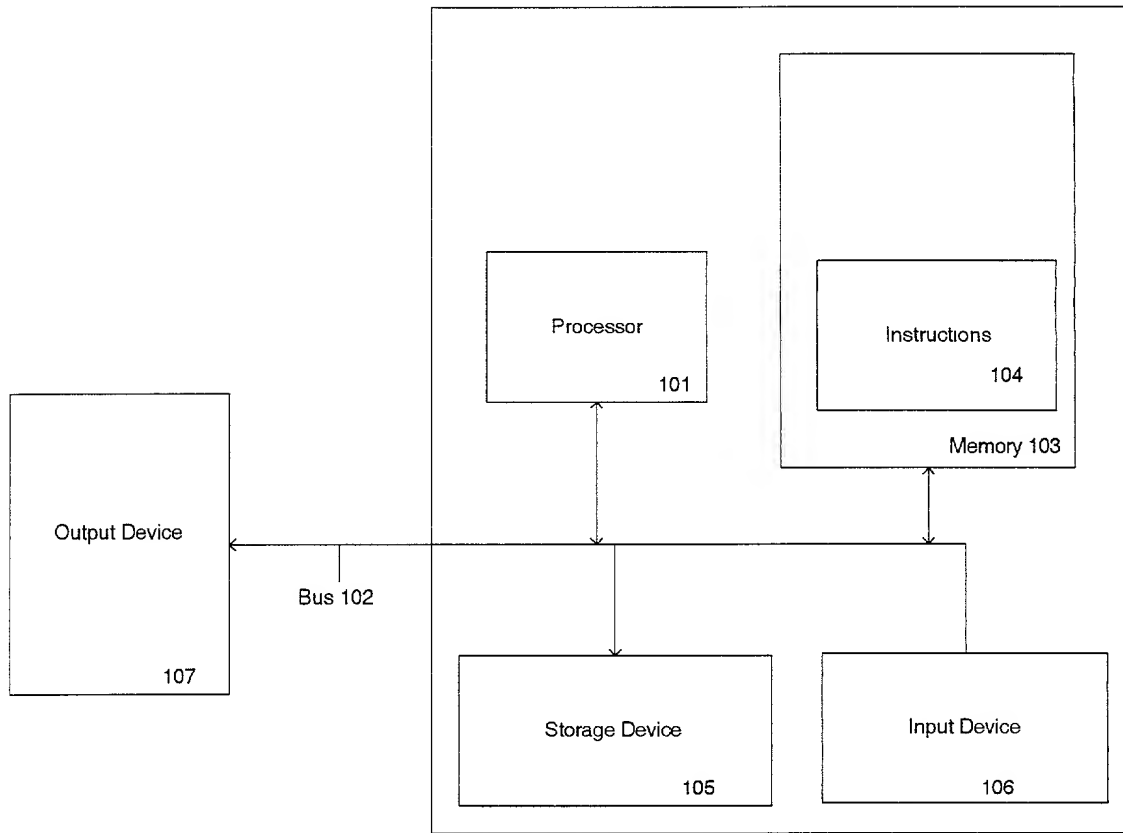 Processor
101
Instructions
104
Memory 103
Output Device
107
Bus 102
Storage Device
105
Input Device
106